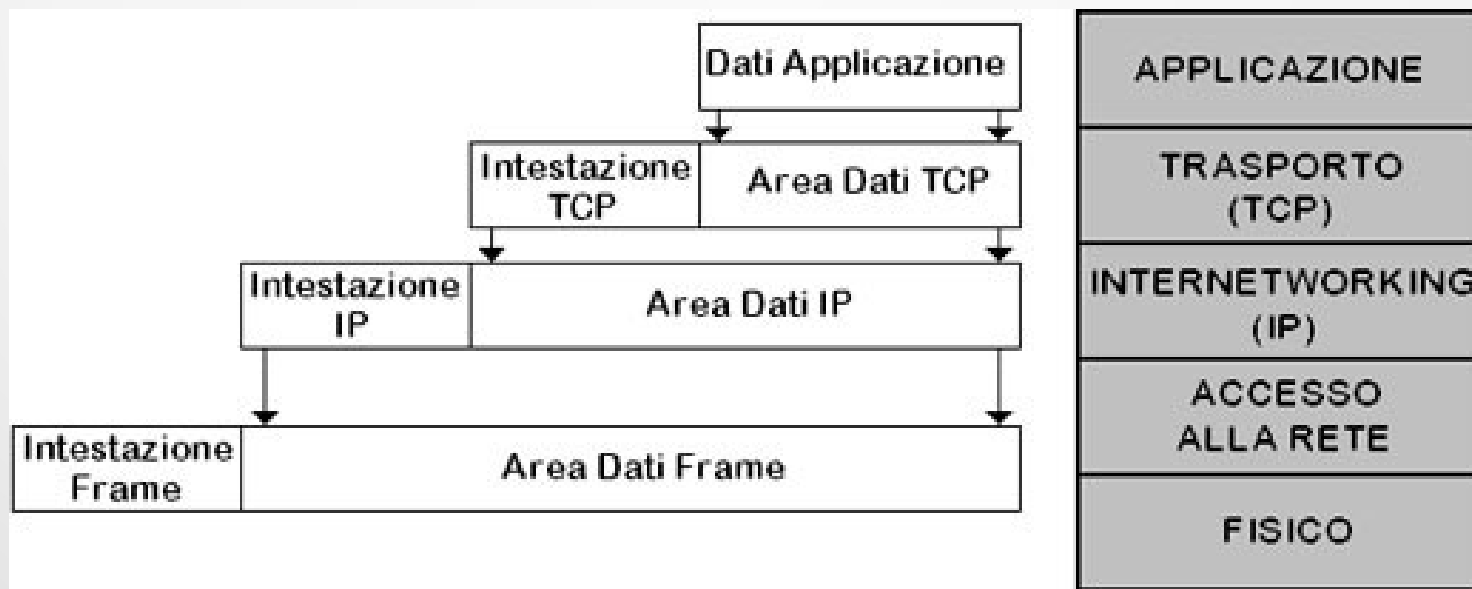 Dati Applicazione
Intestazione
TCP
Area Dati TCP
Intestazione
IP
Area Dati IP
Intestazione
Frame
Area Dati Frame
APPLICAZIONE
TRASPORTO
(TCP)
INTERNETWORKING
(IP)
ACCESSO
ALLA RETE
FISICO